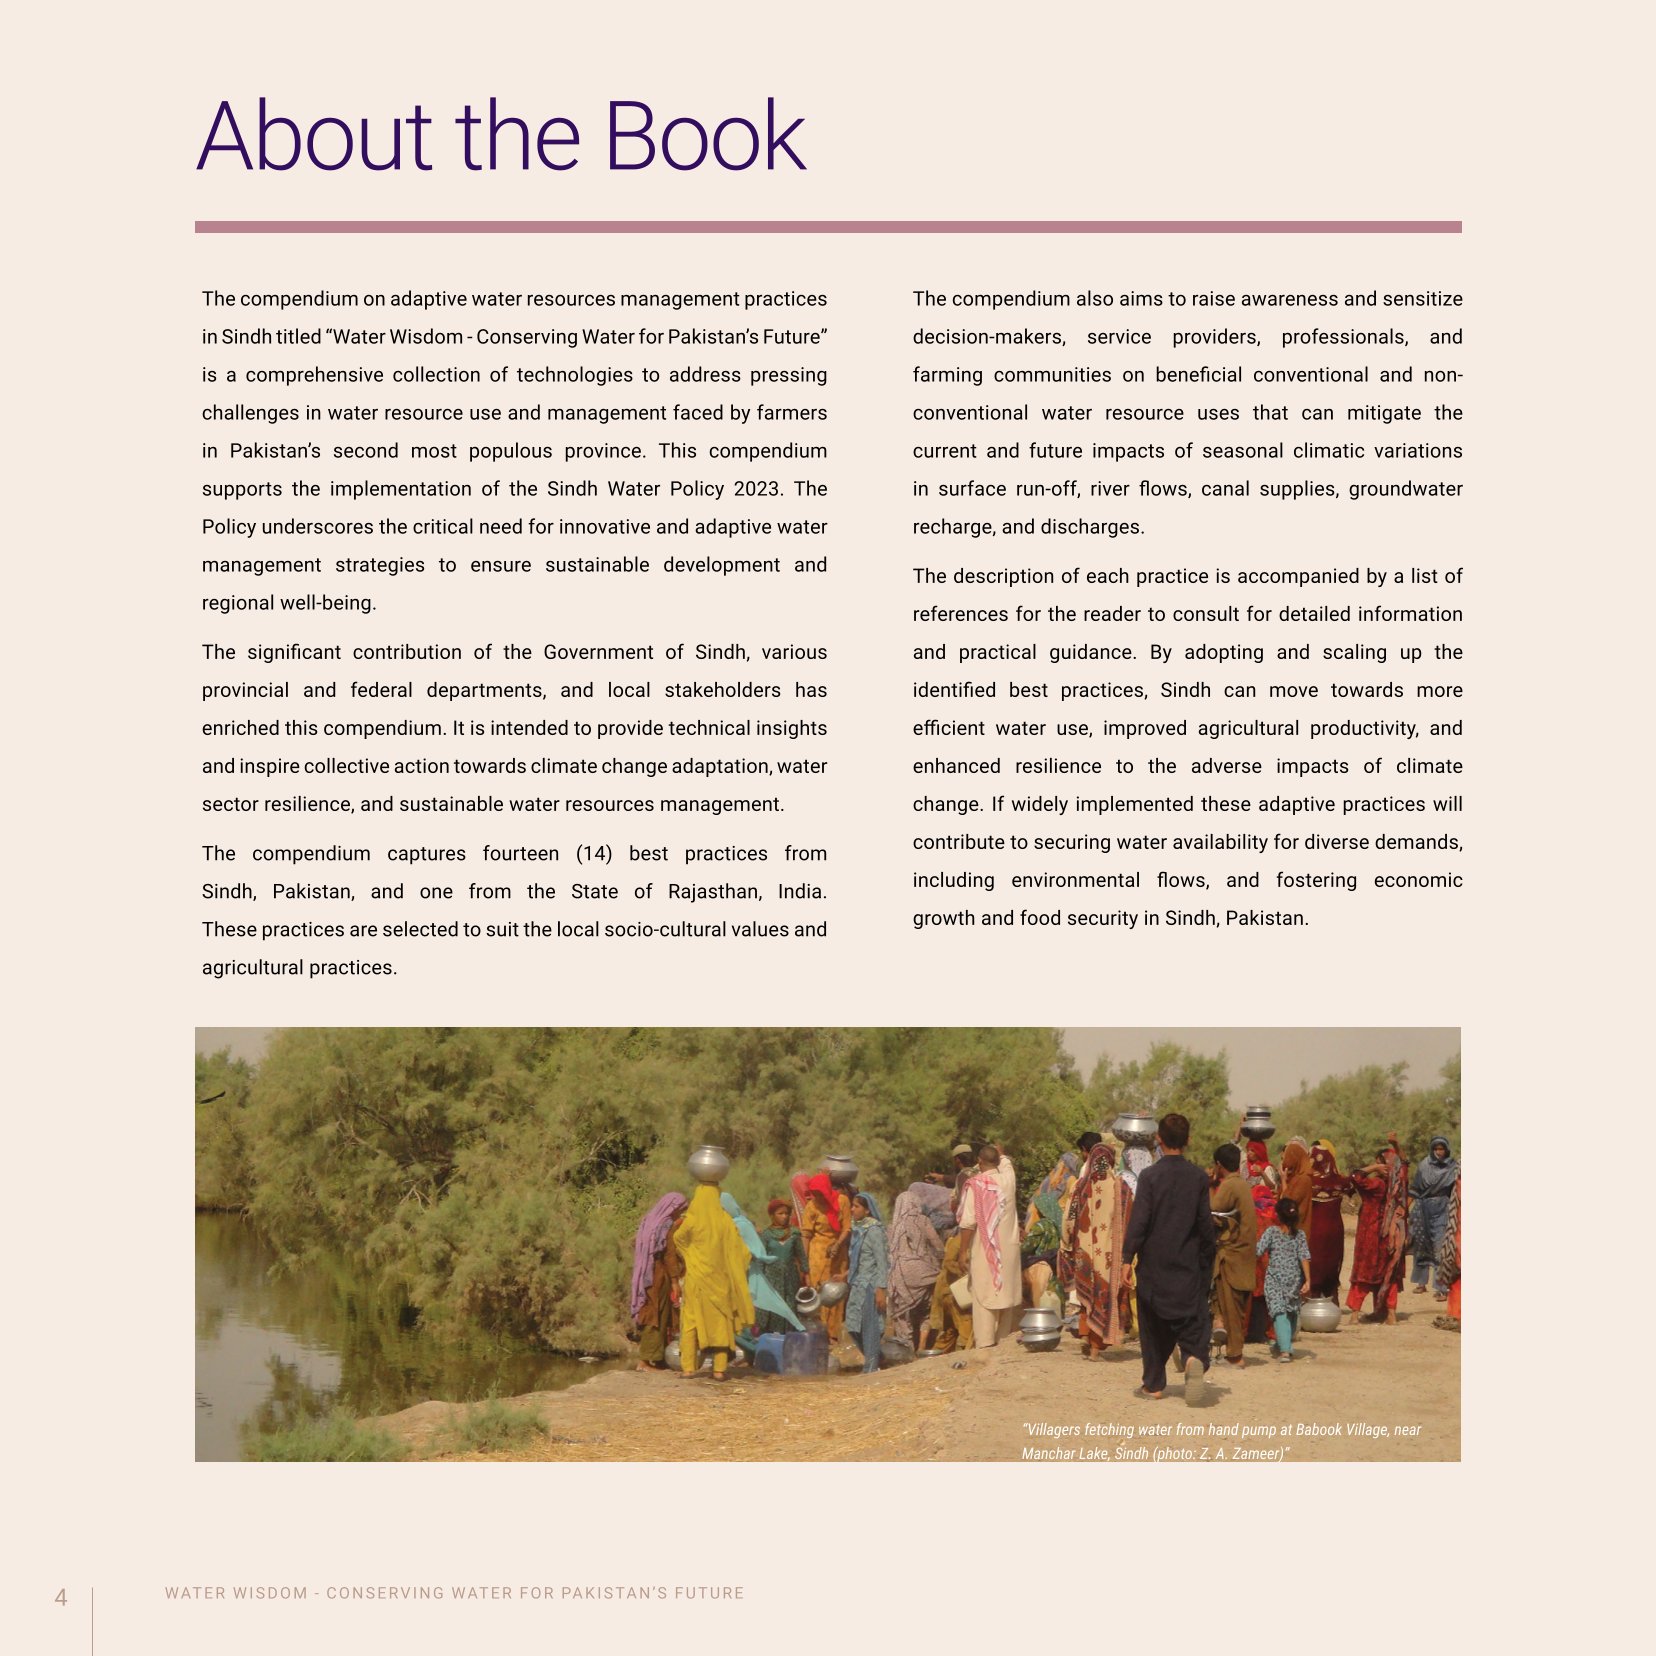 About the Book
The compendium on adaptive water resources management practices
in Sindh titled “Water Wisdom - Conserving Water for Pakistan’s Future”
is a comprehensive collection of technologies to address pressing
challenges in water resource use and management faced by farmers
in Pakistan’s second most populous province. This compendium
supports the implementation of the Sindh Water Policy 2023. The
Policy underscores the critical need for innovative and adaptive water
management strategies to ensure sustainable development and
regional well-being.
The significant contribution of the Government of Sindh, various
provincial and federal departments, and local stakeholders has
enriched this compendium. It is intended to provide technical insights
and inspire collective action towards climate change adaptation, water
sector resilience, and sustainable water resources management.
The compendium captures fourteen (14) best practices from
Sindh, Pakistan, and one from the State of Rajasthan, India.
These practices are selected to suit the local socio-cultural values and
agricultural practices.
The compendium also aims to raise awareness and sensitize
decision-makers, service providers, professionals, and
farming communities on beneficial conventional and non-
conventional water resource uses that can mitigate the
current and future impacts of seasonal climatic variations
in surface run-off, river flows, canal supplies, groundwater
recharge, and discharges.
The description of each practice is accompanied by a list of
references for the reader to consult for detailed information
and practical guidance. By adopting and scaling up the
identified best practices, Sindh can move towards more
efficient water use, improved agricultural productivity, and
enhanced resilience to the adverse impacts of climate
change. If widely implemented these adaptive practices will
contribute to securing water availability for diverse demands,
including environmental flows, and fostering economic
growth and food security in Sindh, Pakistan.
“Villagers fetching water from hand pump at Babook Village, near
Manchar Lake, Sindh (photo: Z. A. Zameer)”
4
WATER WISDOM - CONSERVING WATER FOR PAKISTAN’S FUTURE